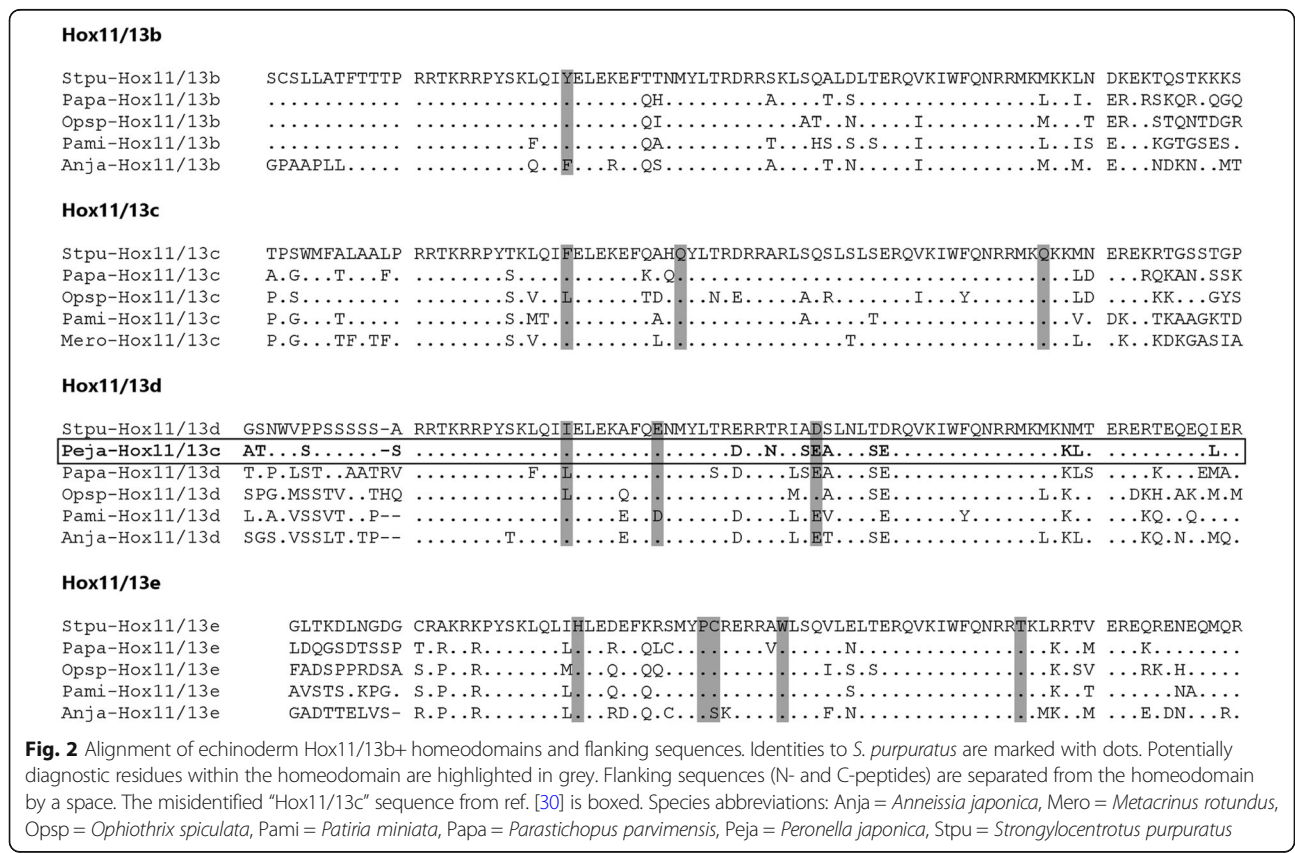 Hox11/13b
Stpu-Hox11/13b SCSLLATFTTTP RRTKRRPYSKLQIYELEKEFTTNMYLTRDRRSKLSQALDLTERQVKIWFQNRRMKMKKLN DKEKTQSTKKKS
Papa-Hox11/13b ............ .....................QH.......A...T.S................L..I. ER.RSKQR.QGQ
Opsp-Hox11/13b ............ .....................QI..........AT..N.....I...........M...T ER..STQNTDGR
Pami-Hox11/13b ............ ..........F..........QA.......T...HS.S.S....I...........L..IS E...KGTGSES.
Anja-Hox11/13b GPAAPLL..... ..........Q..F...R..QS.......A...T.N.....I...........M..M. E...NDKN..MT
Hox11/13c
Stpu-Hox11/13c TPSWMFALAALP RRTKRRPYTKLQIFELEKEFQAHQYLTRDRRARLSQSLSLSERQVKIWFQNRRMKQKKMN EREKRTGSSTGP
Papa-Hox11/13c A.G...T...F. ........S............K.Q....................................LD ...RQKAN.SSK
Opsp-Hox11/13c P.S......... ........S.V..L.......TD...N.E.....A.R.......I...Y.........LD ....KK...GYS
Pami-Hox11/13c P.G...T..... ........S.MT.........A............A.....T.................V. DK..TKAAGKTD
Mero-Hox11/13c P.G...TF.TF. ........S.V..........L................T..................L. .K..KDKGASIA
Hox11/13d
Stpu-Hox11/13d GSNWVPPSSSSS-A RRTKRRPYSKLQIIELEKAFQENMYLTRERRTRIADSLNLTDRQVKIWFQNRRMKMKNMT ERERTEQEQIER
Peja-Hox11/13c AT...S......-S ...........................D..N..SEA...SE..................KL.. ..........L..
Papa-Hox11/13d T.P.LST..AATRV ..........F..L............S.D....LSEA...SE.................KLS ....K...EMA.
Opsp-Hox11/13d SPG.MSSTV..THQ .............L....Q.............M..A...SE..............L.K.. ..DKH.AK.M.M
Pami-Hox11/13d L.A.VSSVT..P-- ..................E..D......D....L.EV....E.......Y........K.. ...KQ..Q....
Anja-Hox11/13d SGS.VSSLT.TP-- ........T.........E.........D....L.ET...SE..............L.KL. ...KQ.N..MQ.
Hox11/13e
Stpu-Hox11/13e GLTKDLNGDG CRAKRKPYSKLQLIHLEDEFKRSMYPCRERRAWLSQVLELTERQVKIWFQNRRTKLRRTV EREQRENEQMQR
Papa-Hox11/13e LDQGSDTSSP T.R..R.......L...R..QLC.........V.....N....................K..M ...K........
Opsp-Hox11/13e FADSPPRDSA S.P..R.......M...Q..QQ................I.S.S.................K.SV ...RK.H.....
Pami-Hox11/13e AVSTS.KPG. S.P..R.......L...Q..Q...................S....................K..T .....NA.....
Anja-Hox11/13e GADTTELVS- R.P..R.......L...RD.Q.C...SK.........F.N...................MK..M ...E.DN...R.
Fig. 2 Alignment of echinoderm Hox11/13b+ homeodomains and flanking sequences. Identities to S. purpuratus are marked with dots. Potentially
diagnostic residues within the homeodomain are highlighted in grey. Flanking sequences (N- and C-peptides) are separated from the homeodomain
by a space. The misidentified “Hox11/13c” sequence from ref. [30] is boxed. Species abbreviations: Anja = Anneissia japonica, Mero = Metacrinus rotundus,
Opsp = Ophiothrix spiculata, Pami = Patiria miniata, Papa = Parastichopus parvimensis, Peja = Peronella japonica, Stpu = Strongylocentrotus purpuratus